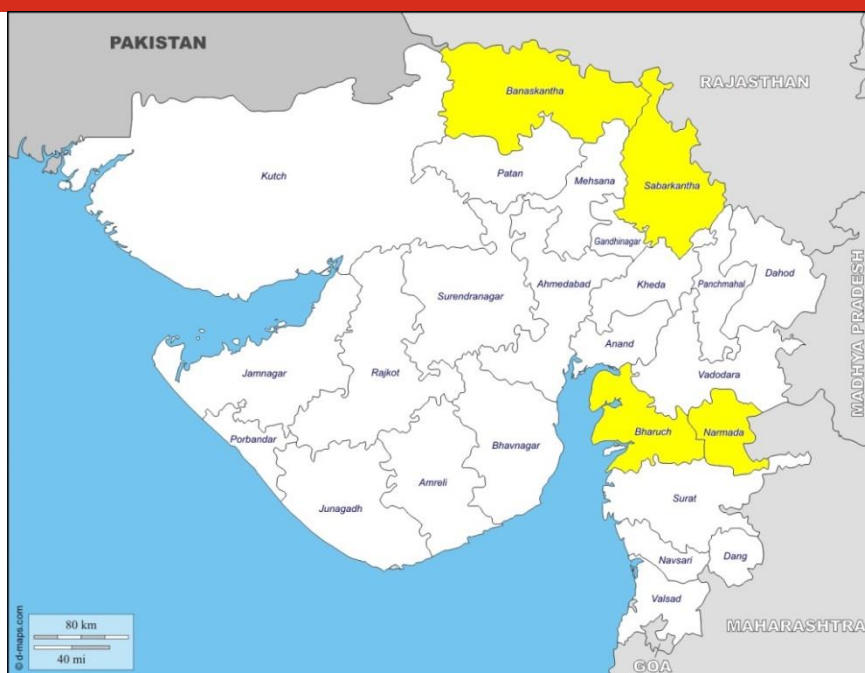 PAKISTAN
RAJASTHAN
Banaskantha
Kutch
Patan
Mehsana
Sabarkantha
Gandhinagar
Surendranagar
Ahmedabad
Kheda
Panchmahal
Dahod
MADHYA PRADESH
Anand
Jamnagar
Rajkot
Vadodara
Porbandar
Bhavnagar
Bharuch
Narmada
Junagadh
Amreli
Surat
Navsari
Dang
Valsad
MAHARASHTRA
GOA
80 km
40 mi
© d-maps.com